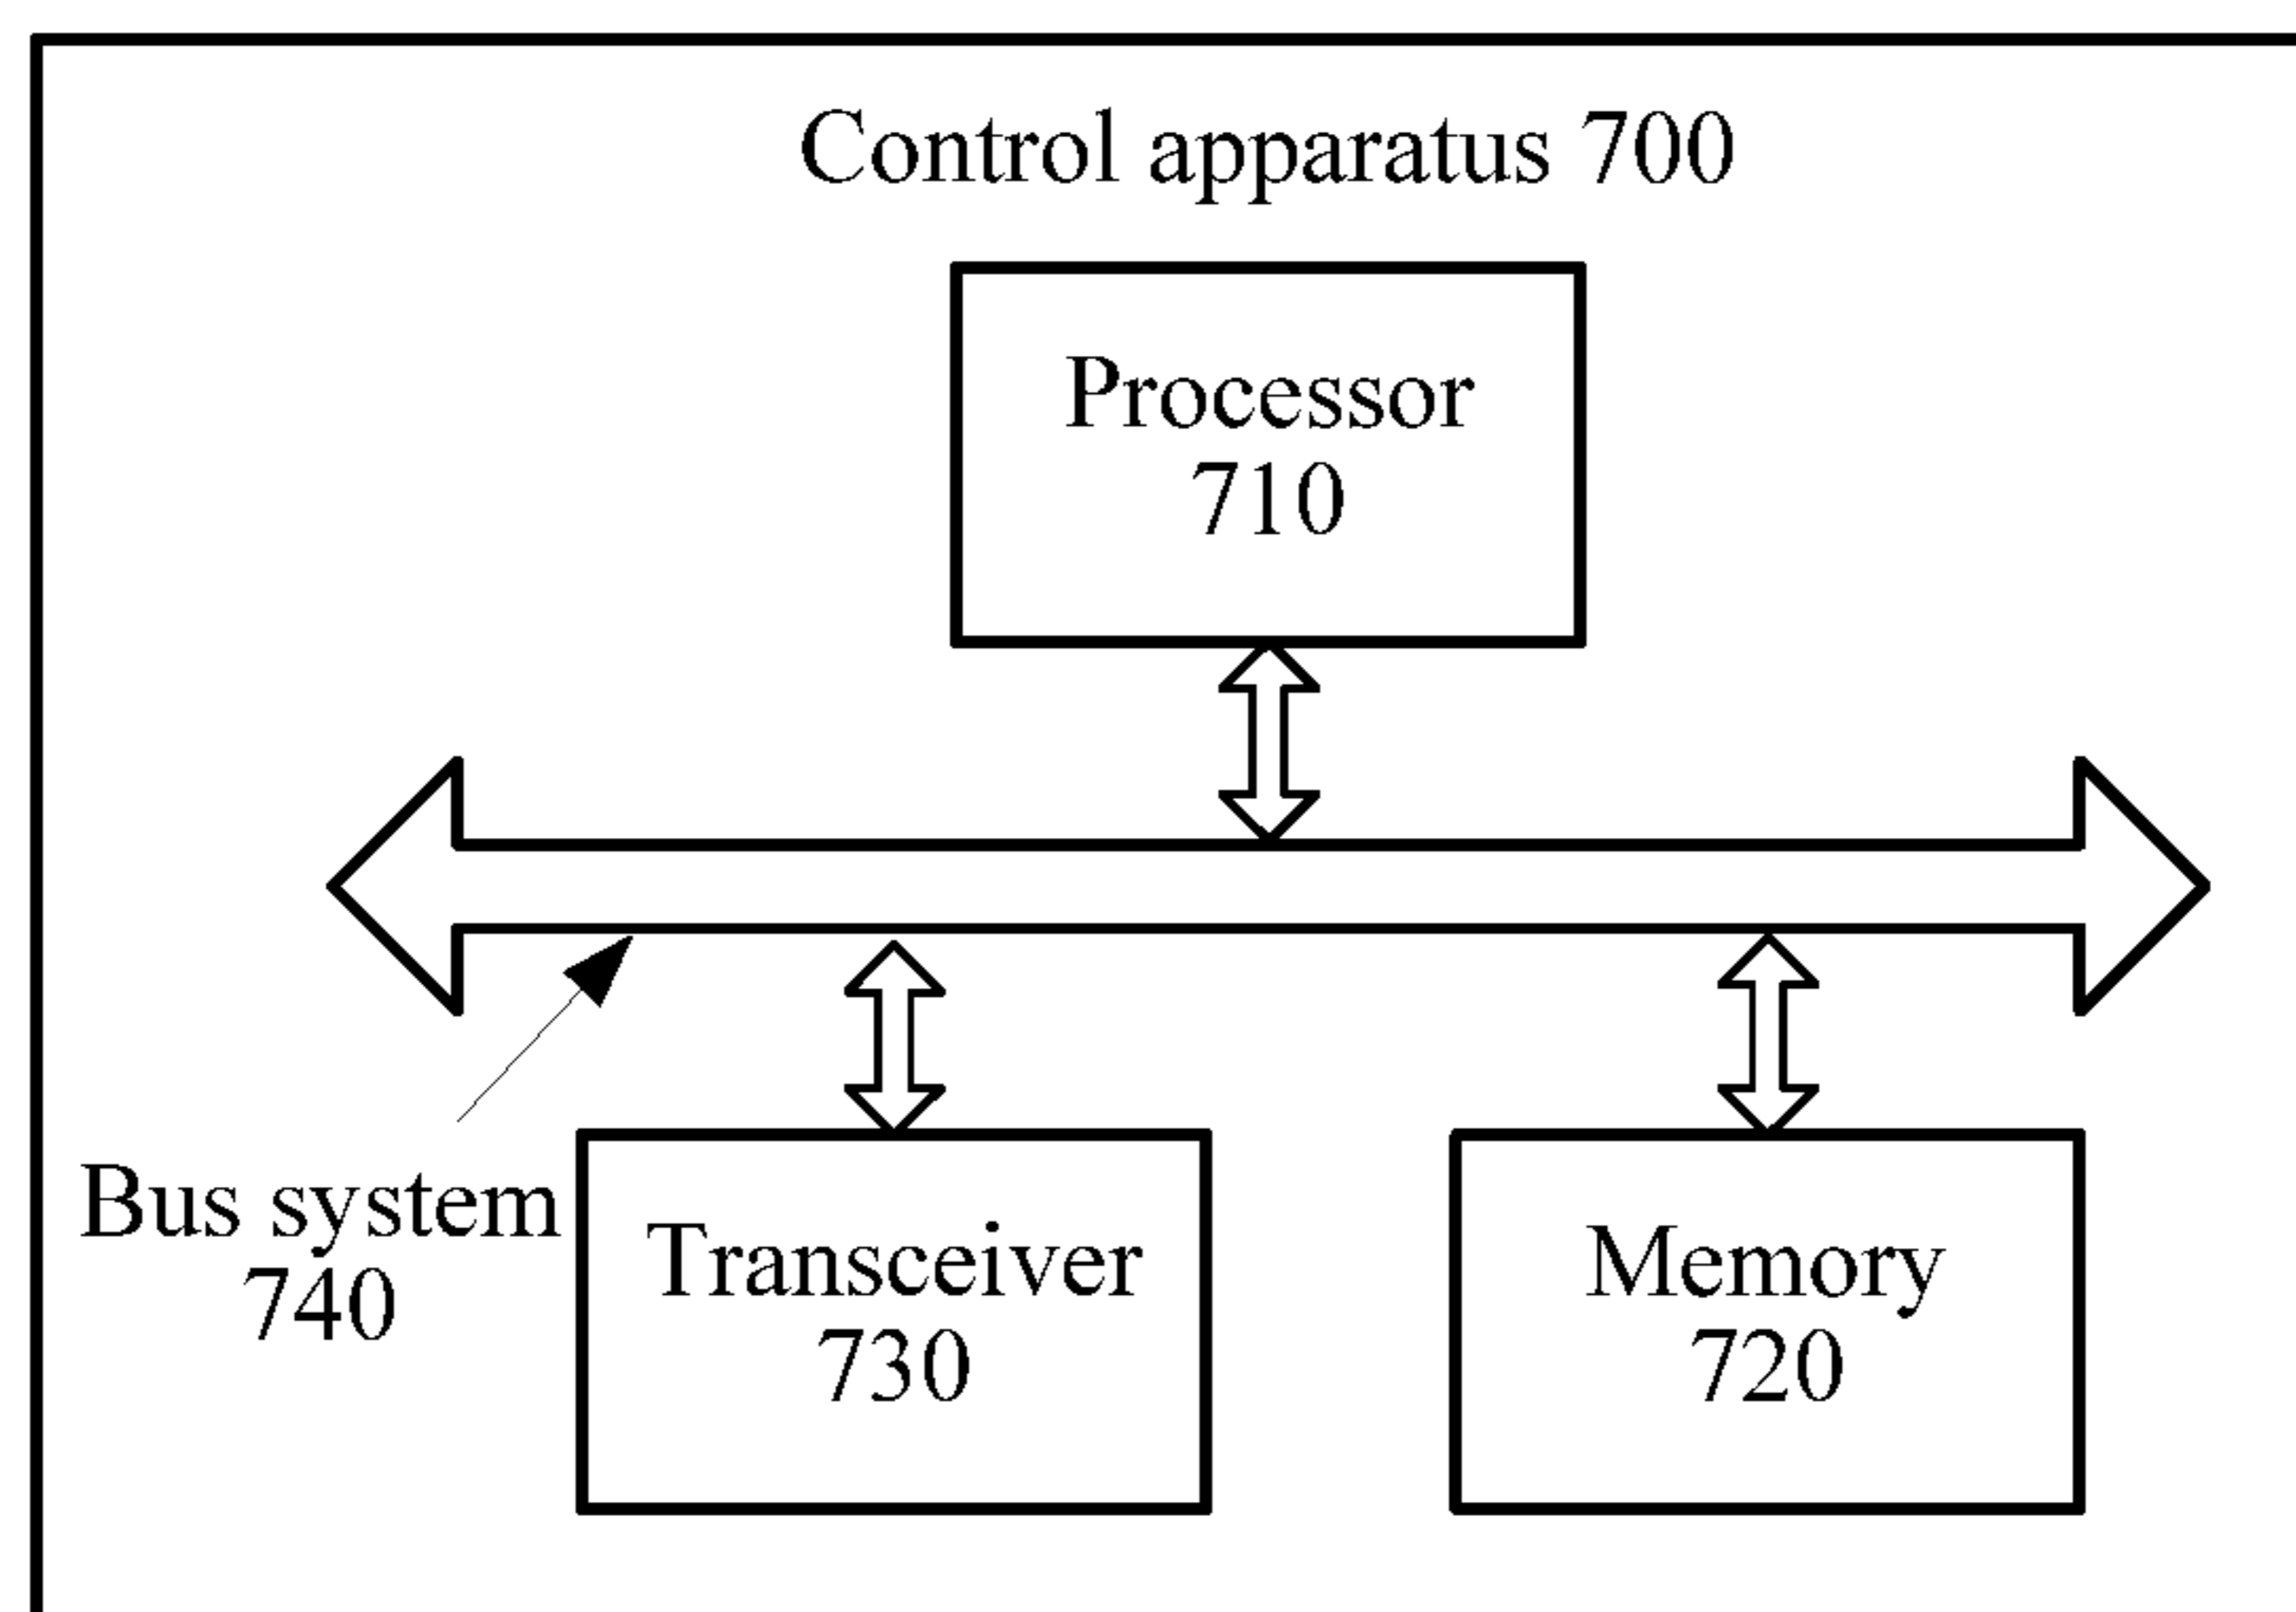 Control apparatus 700
Processor
710
Bus system
740
Transceiver
730
Memory
720